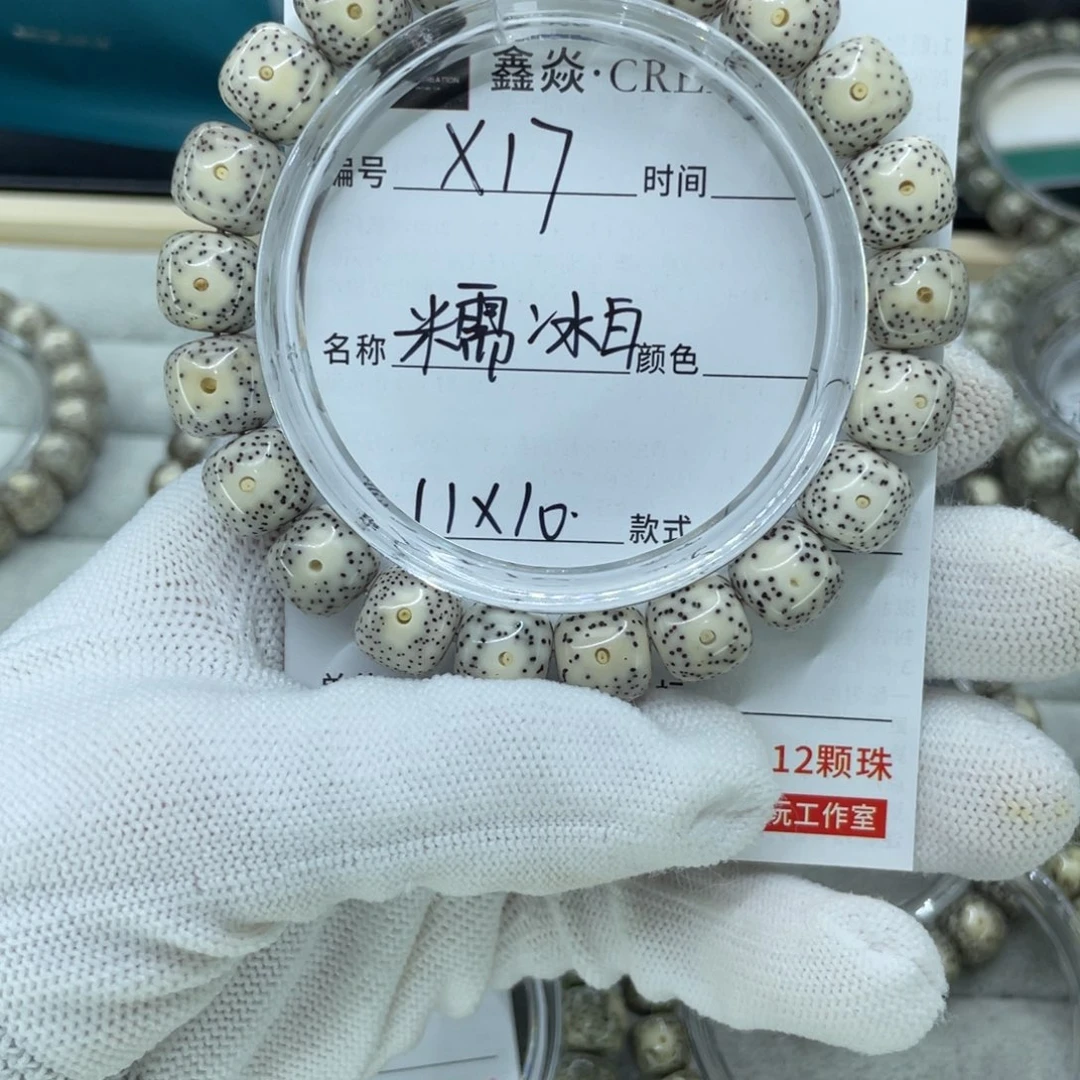 鑫焱·CRE
编号 X17 时间
名称 糯冰白 颜色
11X10. 款式
12颗珠
玩工作室